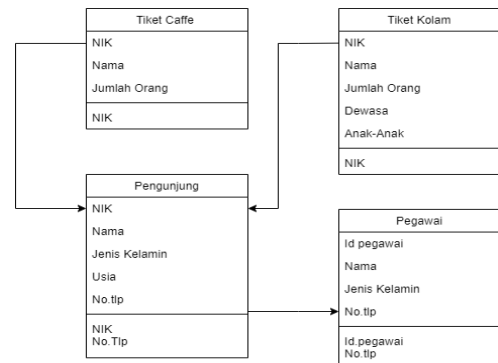 Tiket Caffe
NIK
Nama
Jumlah Orang
NIK
Tiket Kolam
NIK
Nama
Jumlah Orang
Dewasa
Anak-Anak
NIK
Pengunjung
NIK
Nama
Jenis Kelamin
Usia
No.tlp
NIK
No.Tlp
Pegawai
Id pegawai
Nama
Jenis Kelamin
No.tlp
Id.pegawai
No.tlp